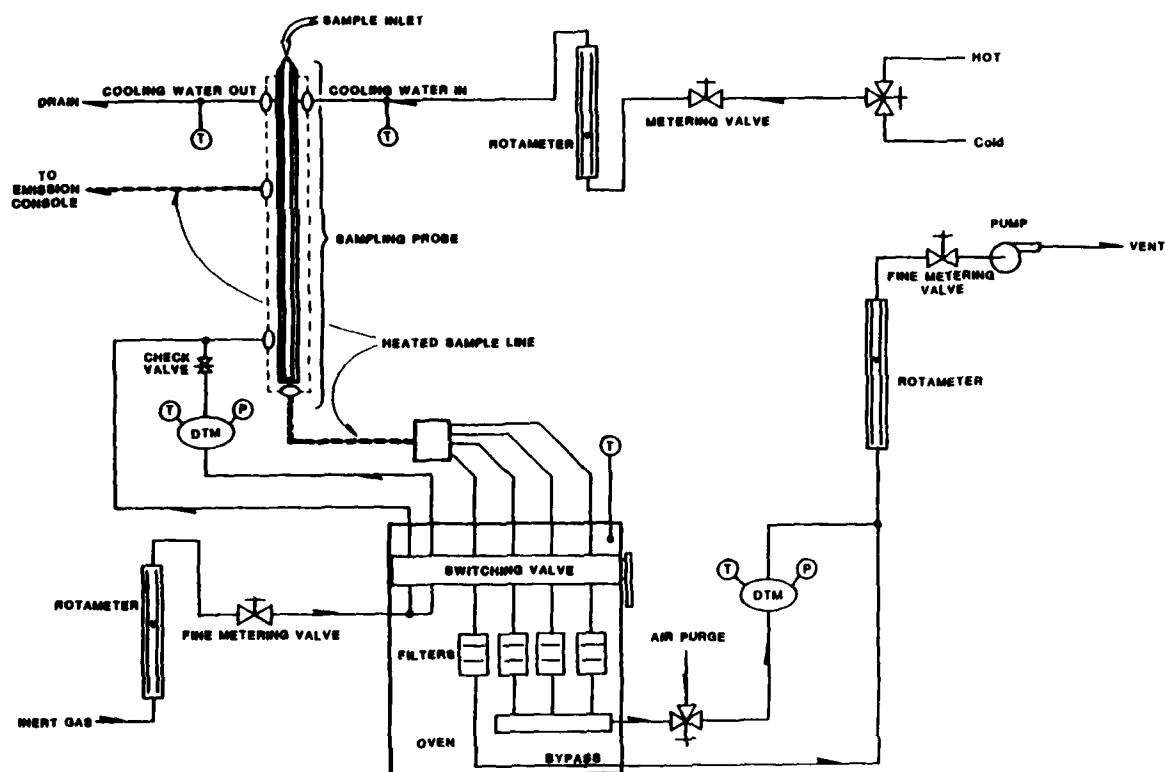 SAMPLE INLET
COOLING WATER OUT
COOLING WATER IN
DRAIN
T
T
ROTAMETER
METERING VALVE
HOT
Cold
TO
EMISSION
CONSOLE
SAMPLING PROBE
PUMP
VENT
FINE METERING
VALVE
HEATED SAMPLE LINE
CHECK
VALVE
ROTAMETER
T
P
DTM
T
SWITCHING VALVE
ROTAMETER
FINE METERING VALVE
T
P
DTM
FILTERS
AIR PURGE
INERT GAS
OVEN
BYPASS